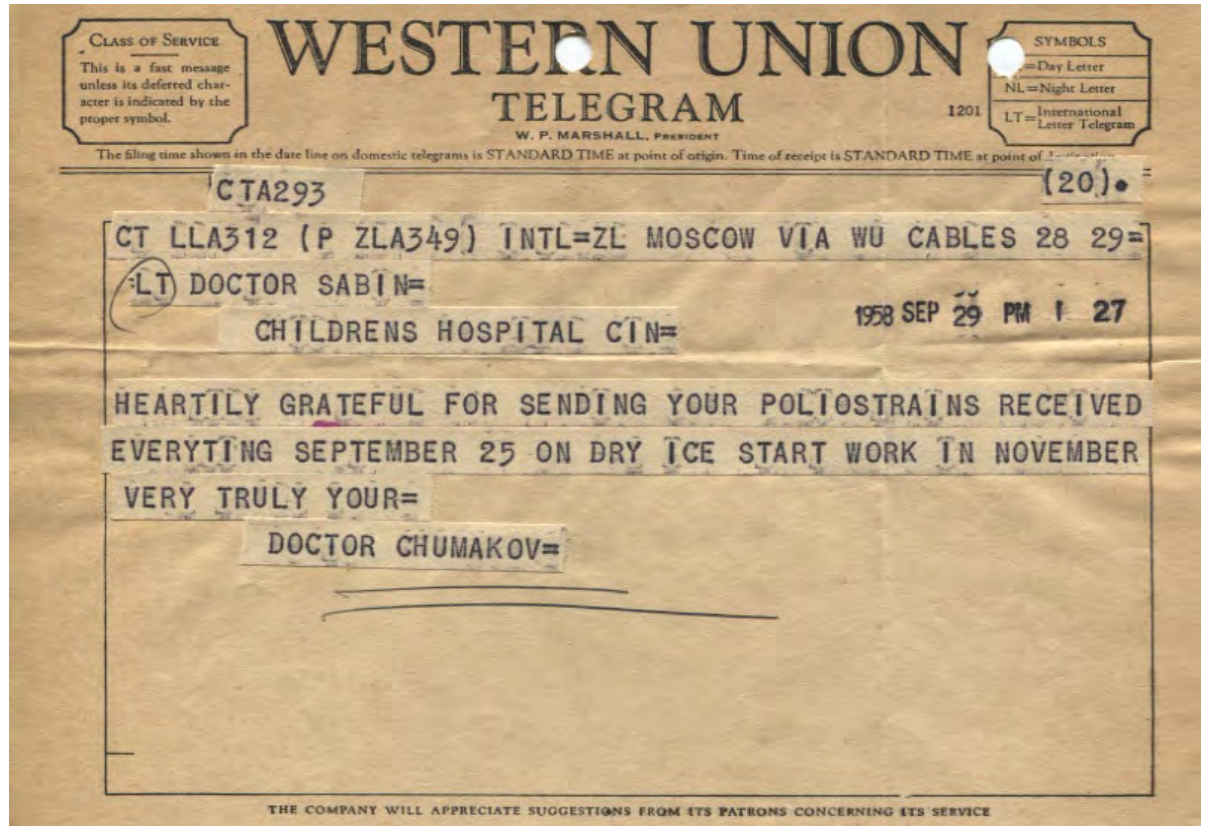 CLASS OF SERVICE
This is a fast message
unless its deferred char-
acter is indicated by the
proper symbol.
WESTERN UNION
TELEGRAM
W. P. MARSHALL, PRESIDENT
1201
SYMBOLS
=Day Letter
NL=Night Letter
LT=International Letter Telegram
The filing time shown in the date line on domestic telegrams is STANDARD TIME at point of origin. Time of receipt is STANDARD TIME at point of
CTA293
(20).
CT LLA312 (P ZLA349) INTL=ZL MOSCOW VIA WU CABLES 28 29=
=LT DOCTOR SABIN=
1958 SEP 29 PM 1 27
CHILDRENS HOSPITAL CIN=
HEARTILY GRATEFUL FOR SENDING YOUR POLIOSTRAINS RECEIVED
EVERYTING SEPTEMBER 25 ON DRY ICE START WORK IN NOVEMBER
VERY TRULY YOUR=
DOCTOR CHUMAKOV=
THE COMPANY WILL APPRECIATE SUGGESTIONS FROM ITS PATRONS CONCERNING ITS SERVICE